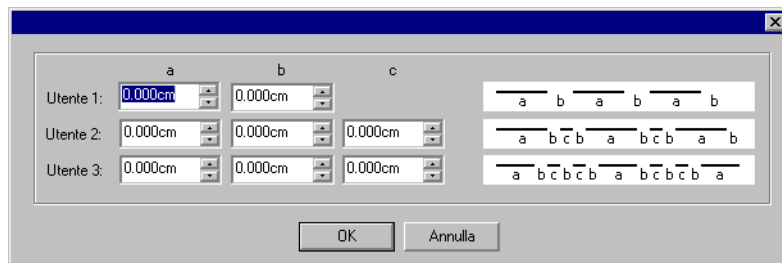 a b c
Utente 1: 0.000cm 0.000cm a b a b a b
Utente 2: 0.000cm 0.000cm 0.000cm a b c b a b c b a b
Utente 3: 0.000cm 0.000cm 0.000cm a b c b c b a b c b c b a
OK Annulla